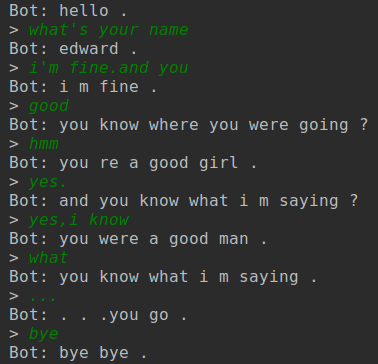 Bot: hello .
> what's your name
Bot: edward .
> i'm fine.and you
Bot: i m fine .
> good
Bot: you know where you were going ?
> hmm
Bot: you re a good girl .
> yes.
Bot: and you know what i m saying ?
> yes,i know
Bot: you were a good man .
> what
Bot: you know what i m saying .
> ...
Bot: . . .you go .
> bye
Bot: bye bye .